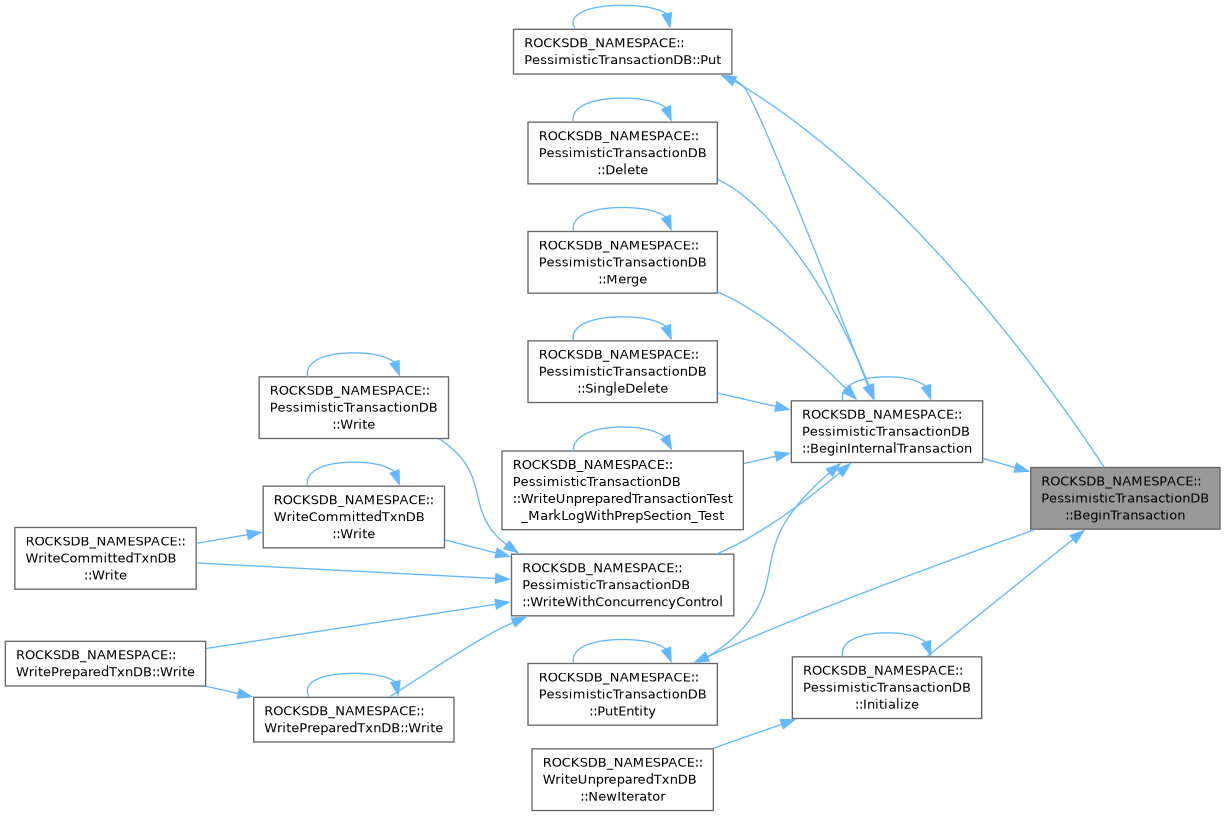 ROCKSDB_NAMESPACE::
PessimisticTransactionDB::Put
ROCKSDB_NAMESPACE::
PessimisticTransactionDB
::Delete
ROCKSDB_NAMESPACE::
PessimisticTransactionDB
::Merge
ROCKSDB_NAMESPACE::
PessimisticTransactionDB
::SingleDelete
ROCKSDB_NAMESPACE::
PessimisticTransactionDB
::Write
ROCKSDB_NAMESPACE::
PessimisticTransactionDB
::BeginInternalTransaction
ROCKSDB_NAMESPACE::
PessimisticTransactionDB
::WriteUnpreparedTransactionTest
_MarkLogWithPrepSection_Test
ROCKSDB_NAMESPACE::
PessimisticTransactionDB
::BeginTransaction
ROCKSDB_NAMESPACE::
WriteCommittedTxnDB
::Write
ROCKSDB_NAMESPACE::
WriteCommittedTxnDB
::Write
ROCKSDB_NAMESPACE::
PessimisticTransactionDB
::WriteWithConcurrencyControl
ROCKSDB_NAMESPACE::
WritePreparedTxnDB::Write
ROCKSDB_NAMESPACE::
PessimisticTransactionDB
::PutEntity
ROCKSDB_NAMESPACE::
PessimisticTransactionDB
::Initialize
ROCKSDB_NAMESPACE::
WritePreparedTxnDB::Write
ROCKSDB_NAMESPACE::
WriteUnpreparedTxnDB
::NewIterator